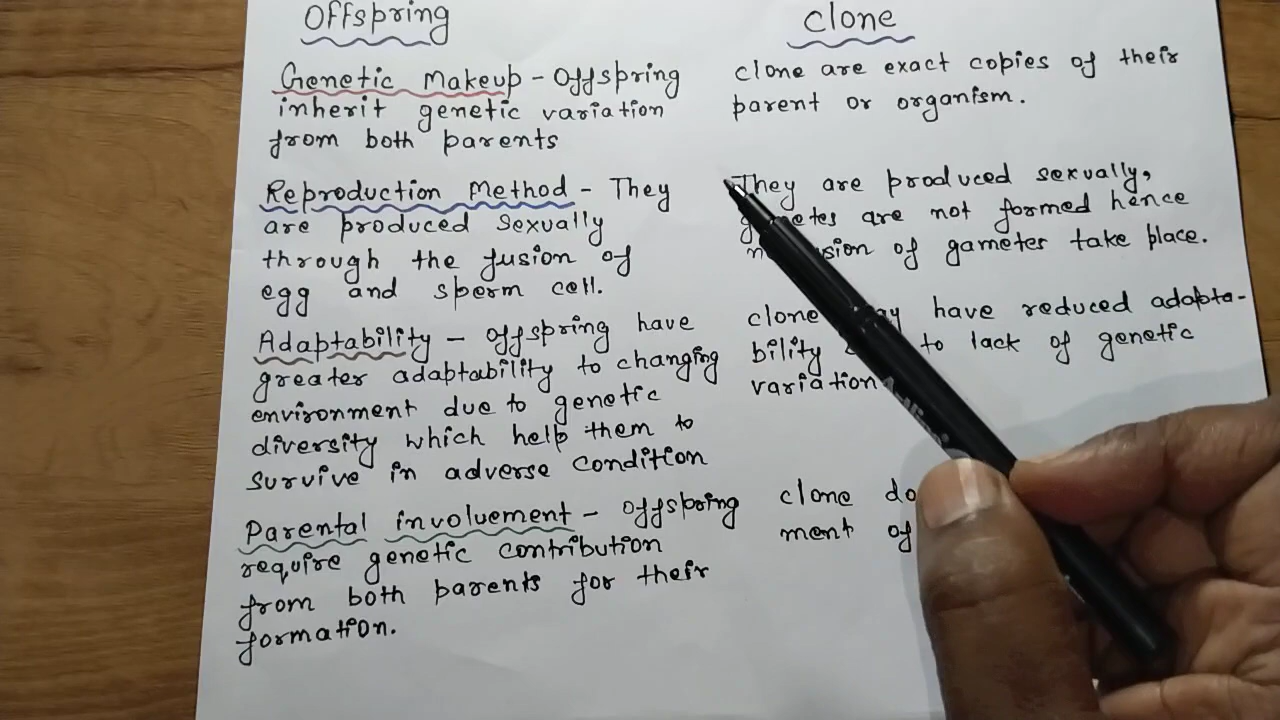 Offspring
Genetic Makeup - Offspring
inherit genetic variation
from both parents
Reproduction Method - They
are produced sexually
through the fusion of
egg and sperm cell.
Adaptability - offspring have
greater adaptability to changing
environment due to genetic
diversity which help them to
survive in adverse condition
Parental involvement - offspring
require genetic contribution
from both parents for their
formation.
Clone
clone are exact copies of their
parent or organism.
They are produced sexually,
are not formed hence
of gametes take place.
clone have reduced adapta-
bility to lack of genetic
variation
clone
ment of